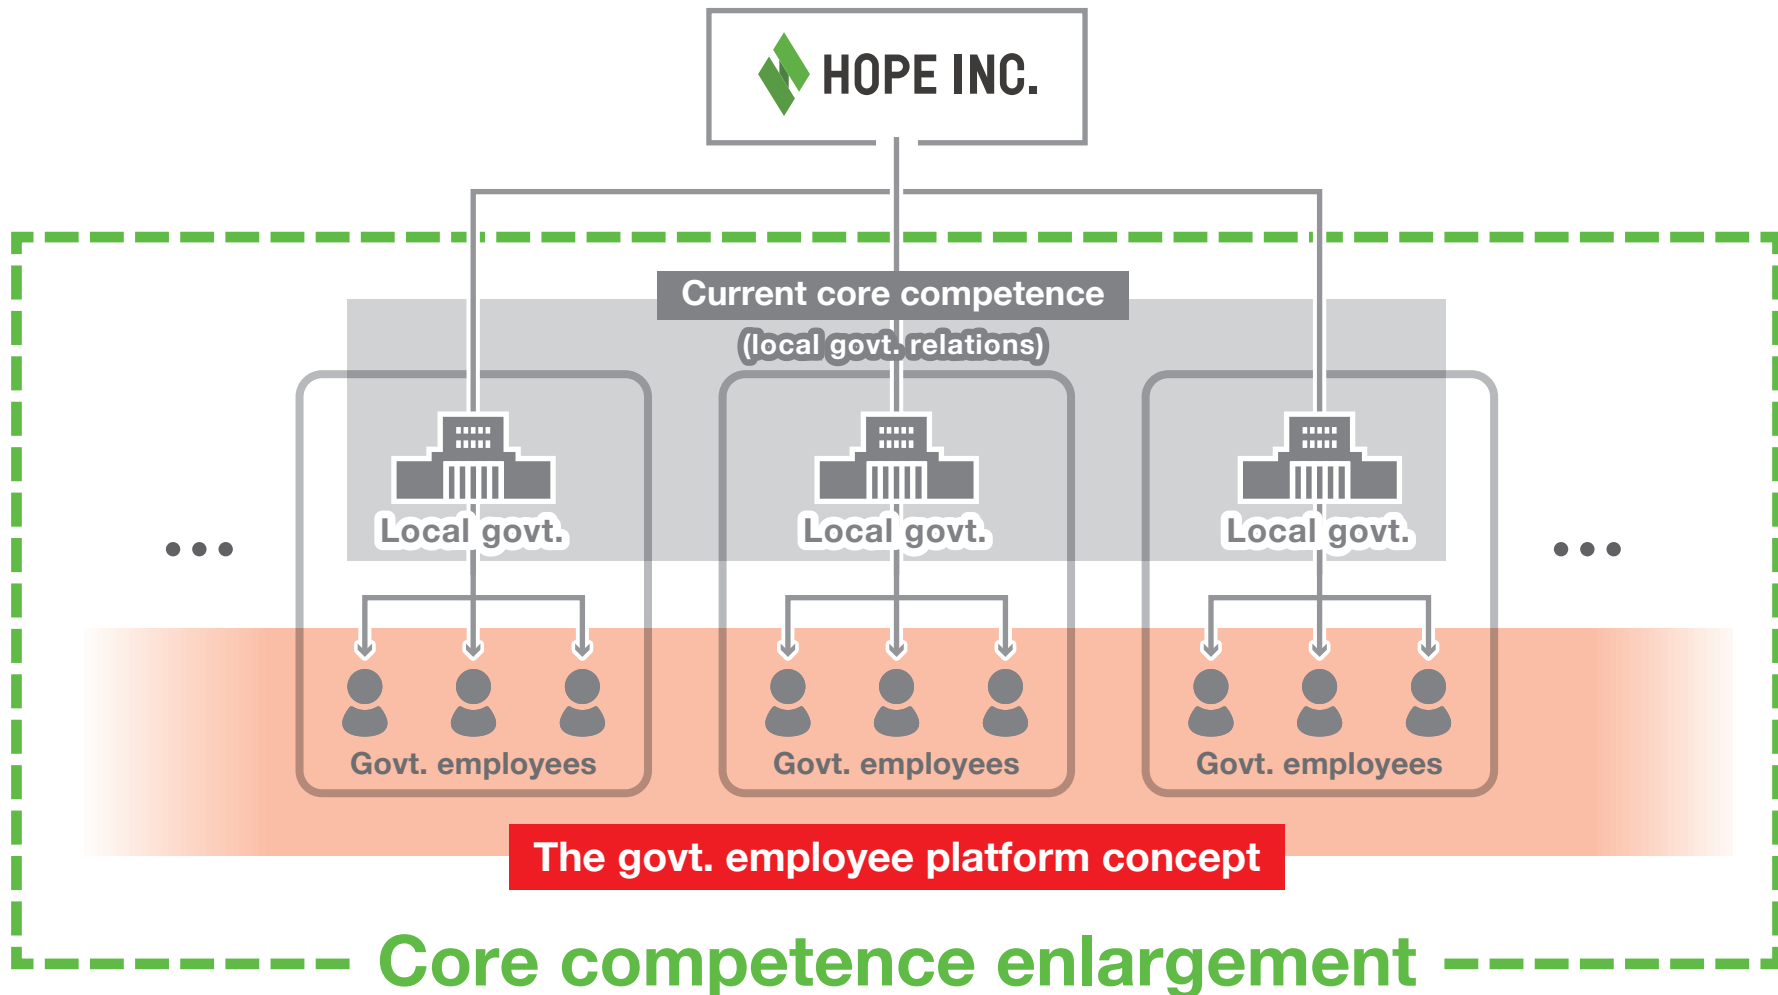 HOPE INC.
Current core competence
(local govt. relations)
Local govt.
Local govt.
Local govt.
Govt. employees
Govt. employees
Govt. employees
The govt. employee platform concept
Core competence enlargement